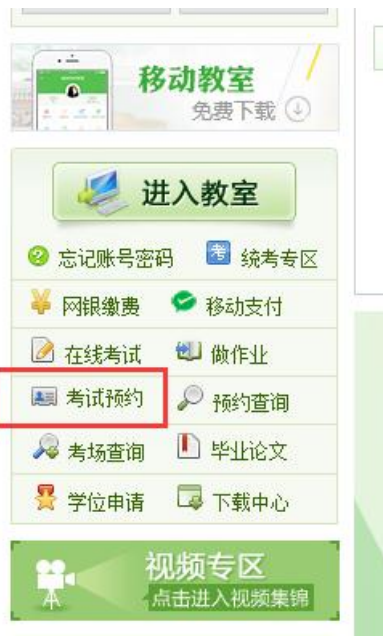 移动教室
免费下载
进入教室
忘记账号密码 考 统考专区
网银缴费 移动支付
在线考试 做作业
考试预约 预约查询
考场查询 毕业论文
学位申请 下载中心
视频专区
点击进入视频集锦